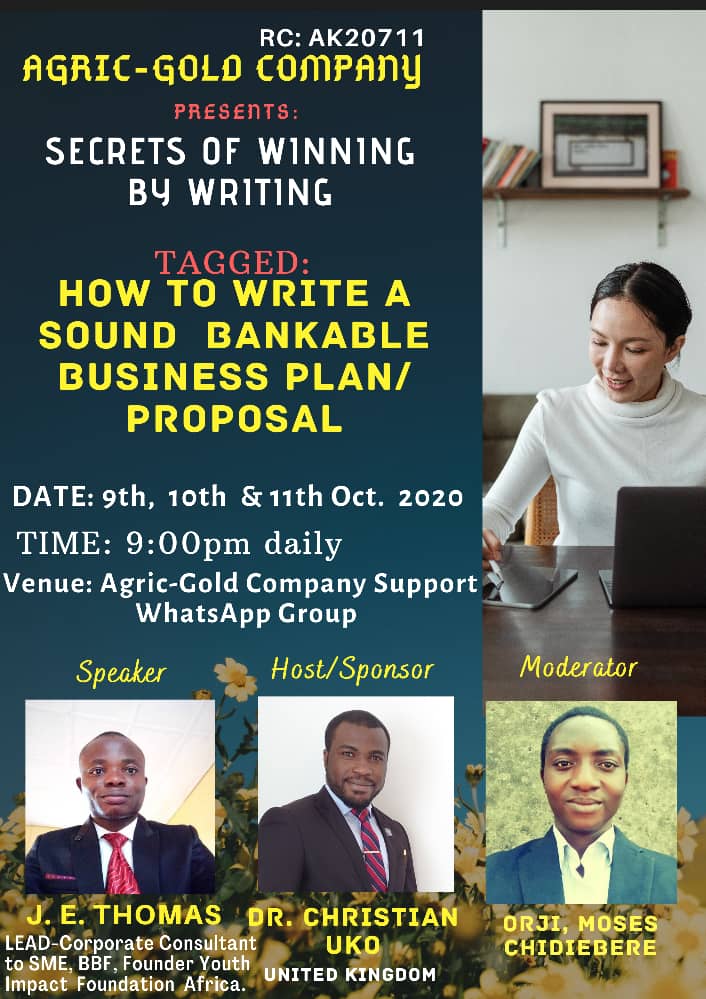 RC: AK20711
AGRIC-GOLD COMPANY
PRESENTS:
SECRETS OF WINNING
BY WRITING
TAGGED:
HOW TO WRITE A
SOUND BANKABLE
BUSINESS PLAN/
PROPOSAL
DATE: 9th, 10th & 11th Oct. 2020
TIME: 9:00pm daily
Venue: Agric-Gold Company Support
WhatsApp Group
Speaker
Host/Sponsor
Moderator
J. E. THOMAS
LEAD-Corporate Consultant
to SME, BBF, Founder Youth
Impact Foundation Africa.
DR. CHRISTIAN
UKO
UNITED KINGDOM
ORJI, MOSES
CHIDIEBERE